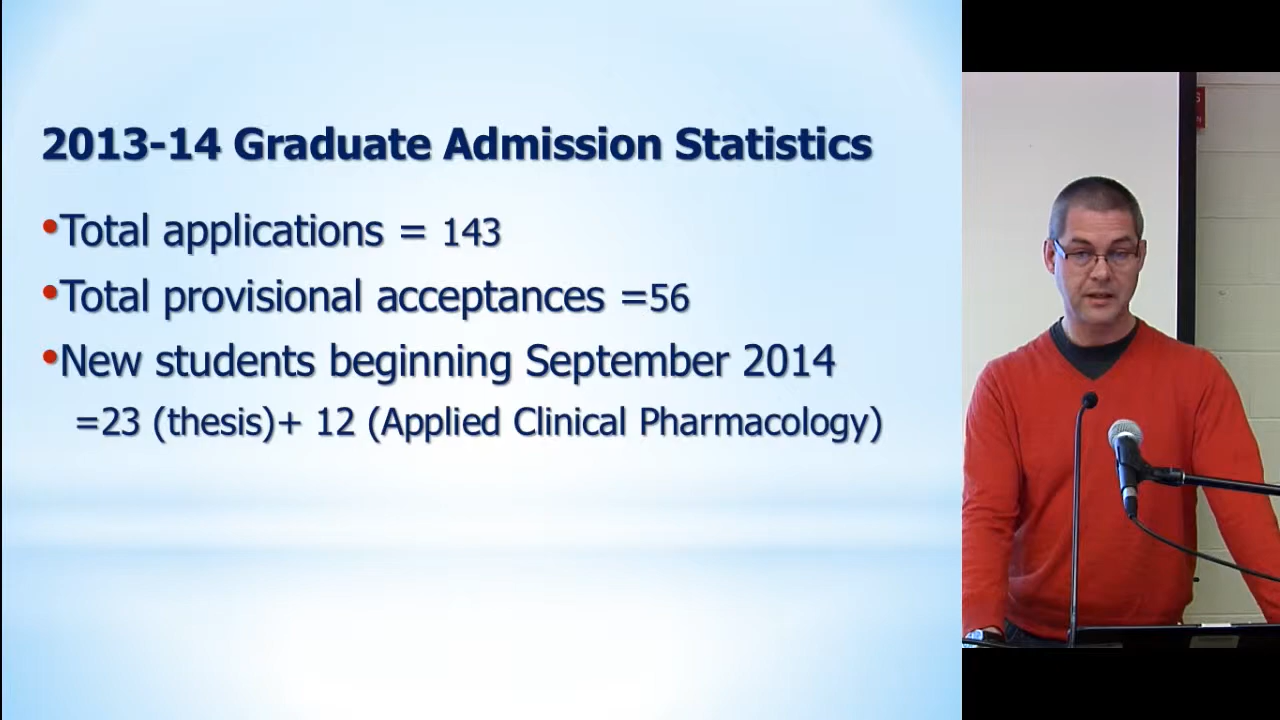 2013-14 Graduate Admission Statistics
•Total applications = 143
•Total provisional acceptances =56
•New students beginning September 2014
=23 (thesis)+ 12 (Applied Clinical Pharmacology)